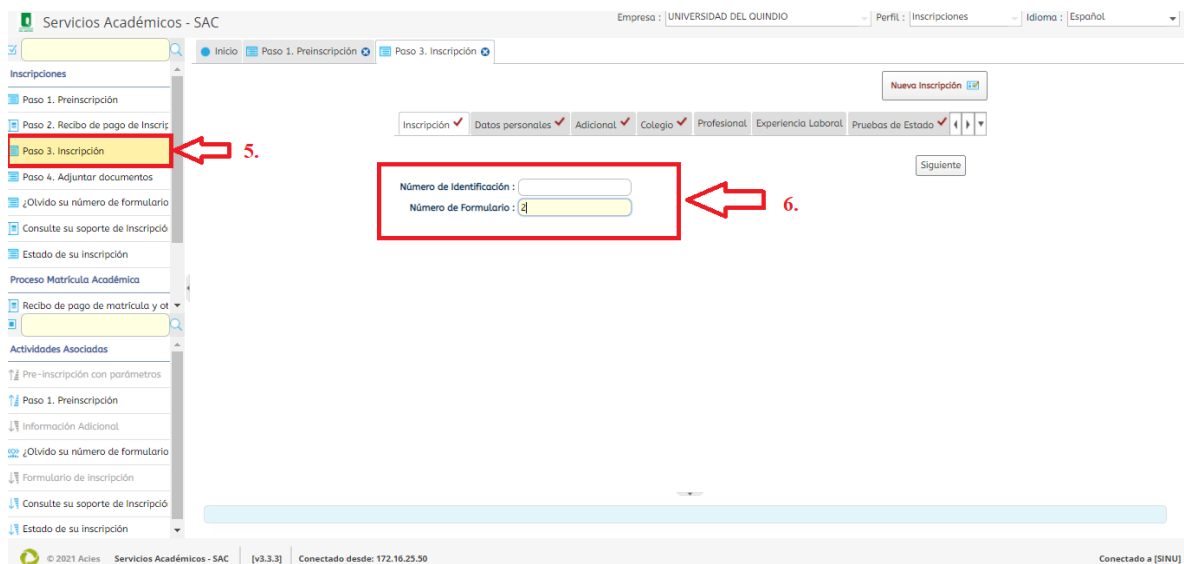 Servicios Académicos - SAC
Empresa : UNIVERSIDAD DEL QUINDIO
Perfil : Inscripciones
Idioma : Español
Inicio
Paso 1. Preinscripción
Paso 3. Inscripción
Inscripciones
Paso 1. Preinscripción
Paso 2. Recibo de pago de Inscrip
Paso 3. Inscripción
Paso 4. Adjuntar documentos
¿Olvido su número de formulario
Consulte su soporte de Inscripció
Estado de su inscripción
Proceso Matrícula Académica
Recibo de pago de matrícula y ot
Actividades Asociadas
Pre-inscripción con parámetros
Paso 1. Preinscripción
Información Adicional
¿Olvido su número de formulario
Formulario de inscripción
Consulte su soporte de Inscripció
Estado de su inscripción
5.
Nueva Inscripción
Inscripción
Datos personales
Adicional
Colegio
Profesional
Experiencia Laboral
Pruebas de Estado
Siguiente
Número de Identificación :
Número de Formulario : 2
6.
© 2021 Acies
Servicios Académicos - SAC
[v3.3.3]
Conectado desde: 172.16.25.50
Conectado a [SINU]